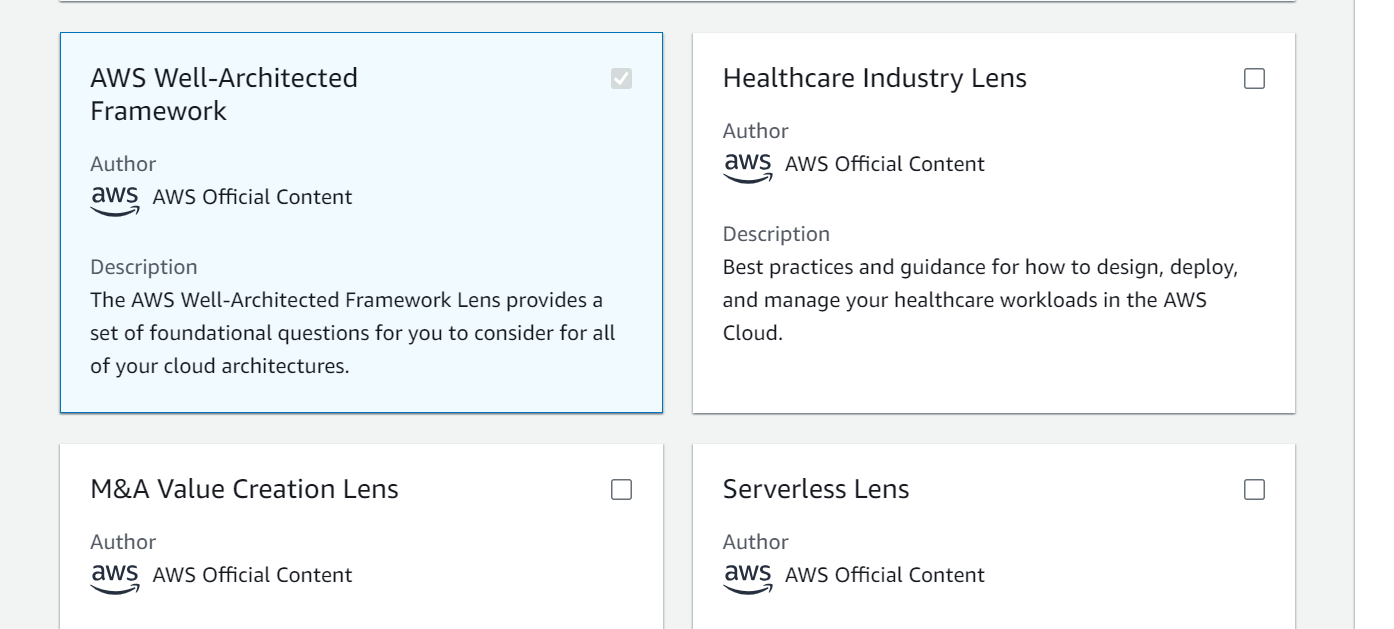 AWS Well-Architected
Framework
Author
aws AWS Official Content
Description
The AWS Well-Architected Framework Lens provides a
set of foundational questions for you to consider for all
of your cloud architectures.
Healthcare Industry Lens
Author
aws AWS Official Content
Description
Best practices and guidance for how to design, deploy,
and manage your healthcare workloads in the AWS
Cloud.
M&A Value Creation Lens
Author
aws AWS Official Content
Serverless Lens
Author
aws AWS Official Content